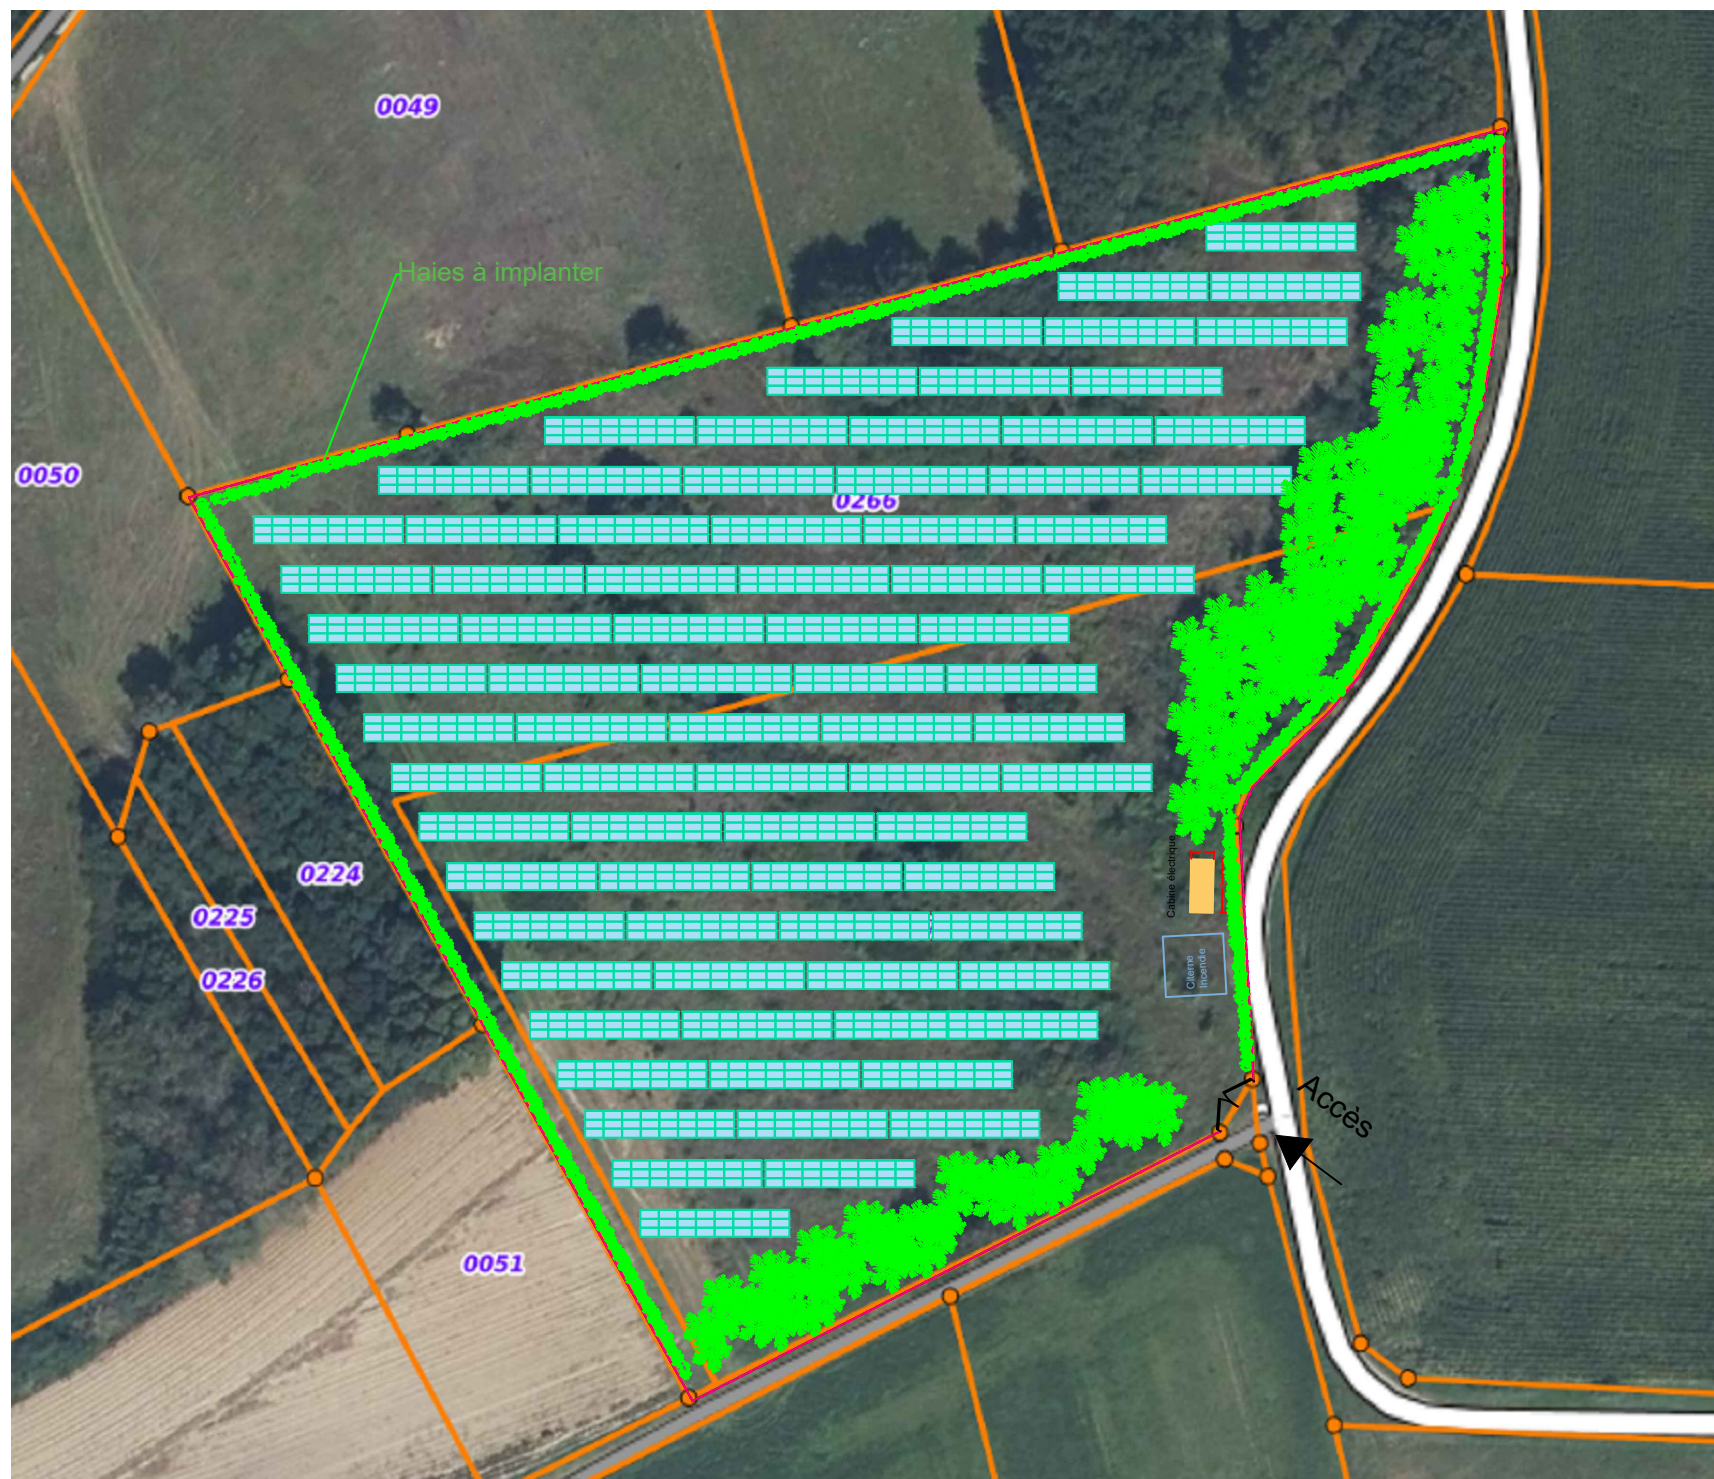 0049
Haies à implanter
0050
0266
Cabine électrique
0224
0225
0226
Citerne
Incendie
Accès
0051